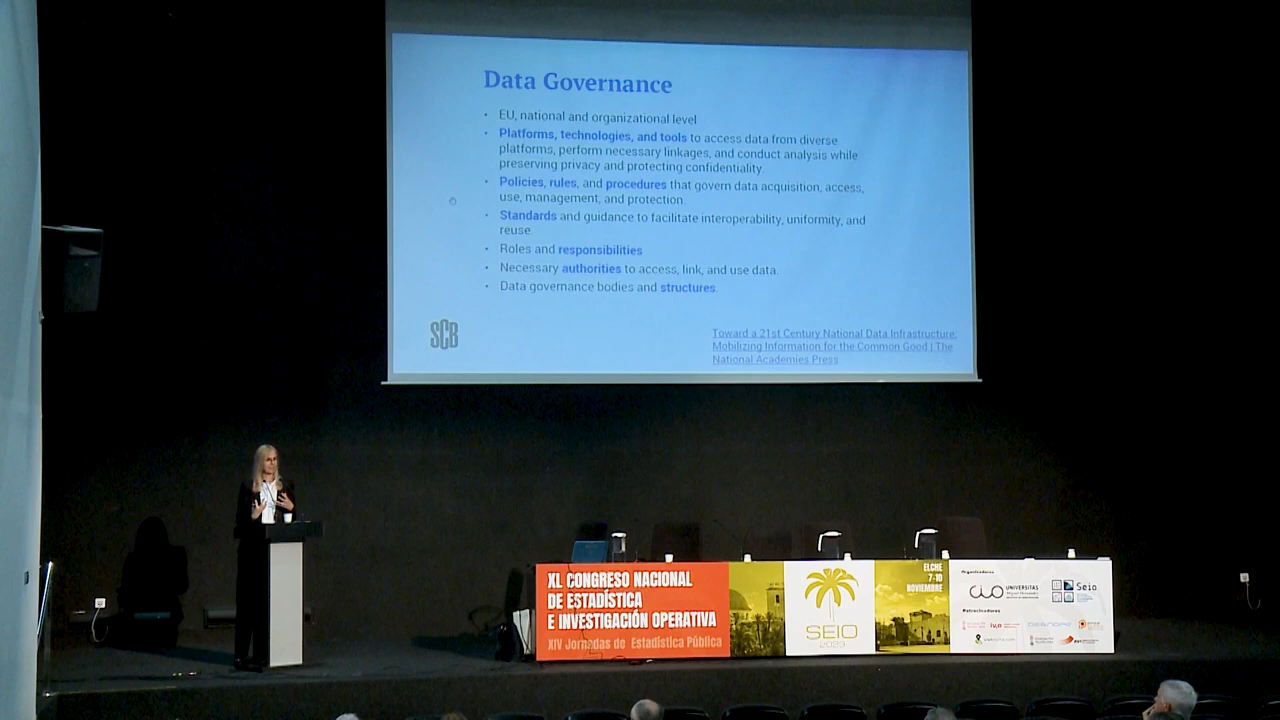 Data Governance
• EU, national and organizational level
• Platforms, technologies, and tools to access data from diverse
platforms, perform necessary linkages, and conduct analysis while
preserving privacy and protecting confidentiality.
• Policies, rules, and procedures that govern data acquisition, access,
use, management, and protection.
• Standards and guidance to facilitate interoperability, uniformity, and
reuse.
• Roles and responsibilities
• Necessary authorities to access, link, and use data.
• Data governance bodies and structures.
SCB
Toward a 21st Century National Data Infrastructure:
Mobilizing Information for the Common Good | The
National Academies Press
XL CONGRESO NACIONAL
DE ESTADÍSTICA
E INVESTIGACIÓN OPERATIVA
XIV Jornadas de Estadística Pública
SEIO
2023
ELCHE
7-10
NOVIEMBRE
Organizadores
CIO
UNIVERSITAS
Miguel Hernández
Seio
Patrocinadores